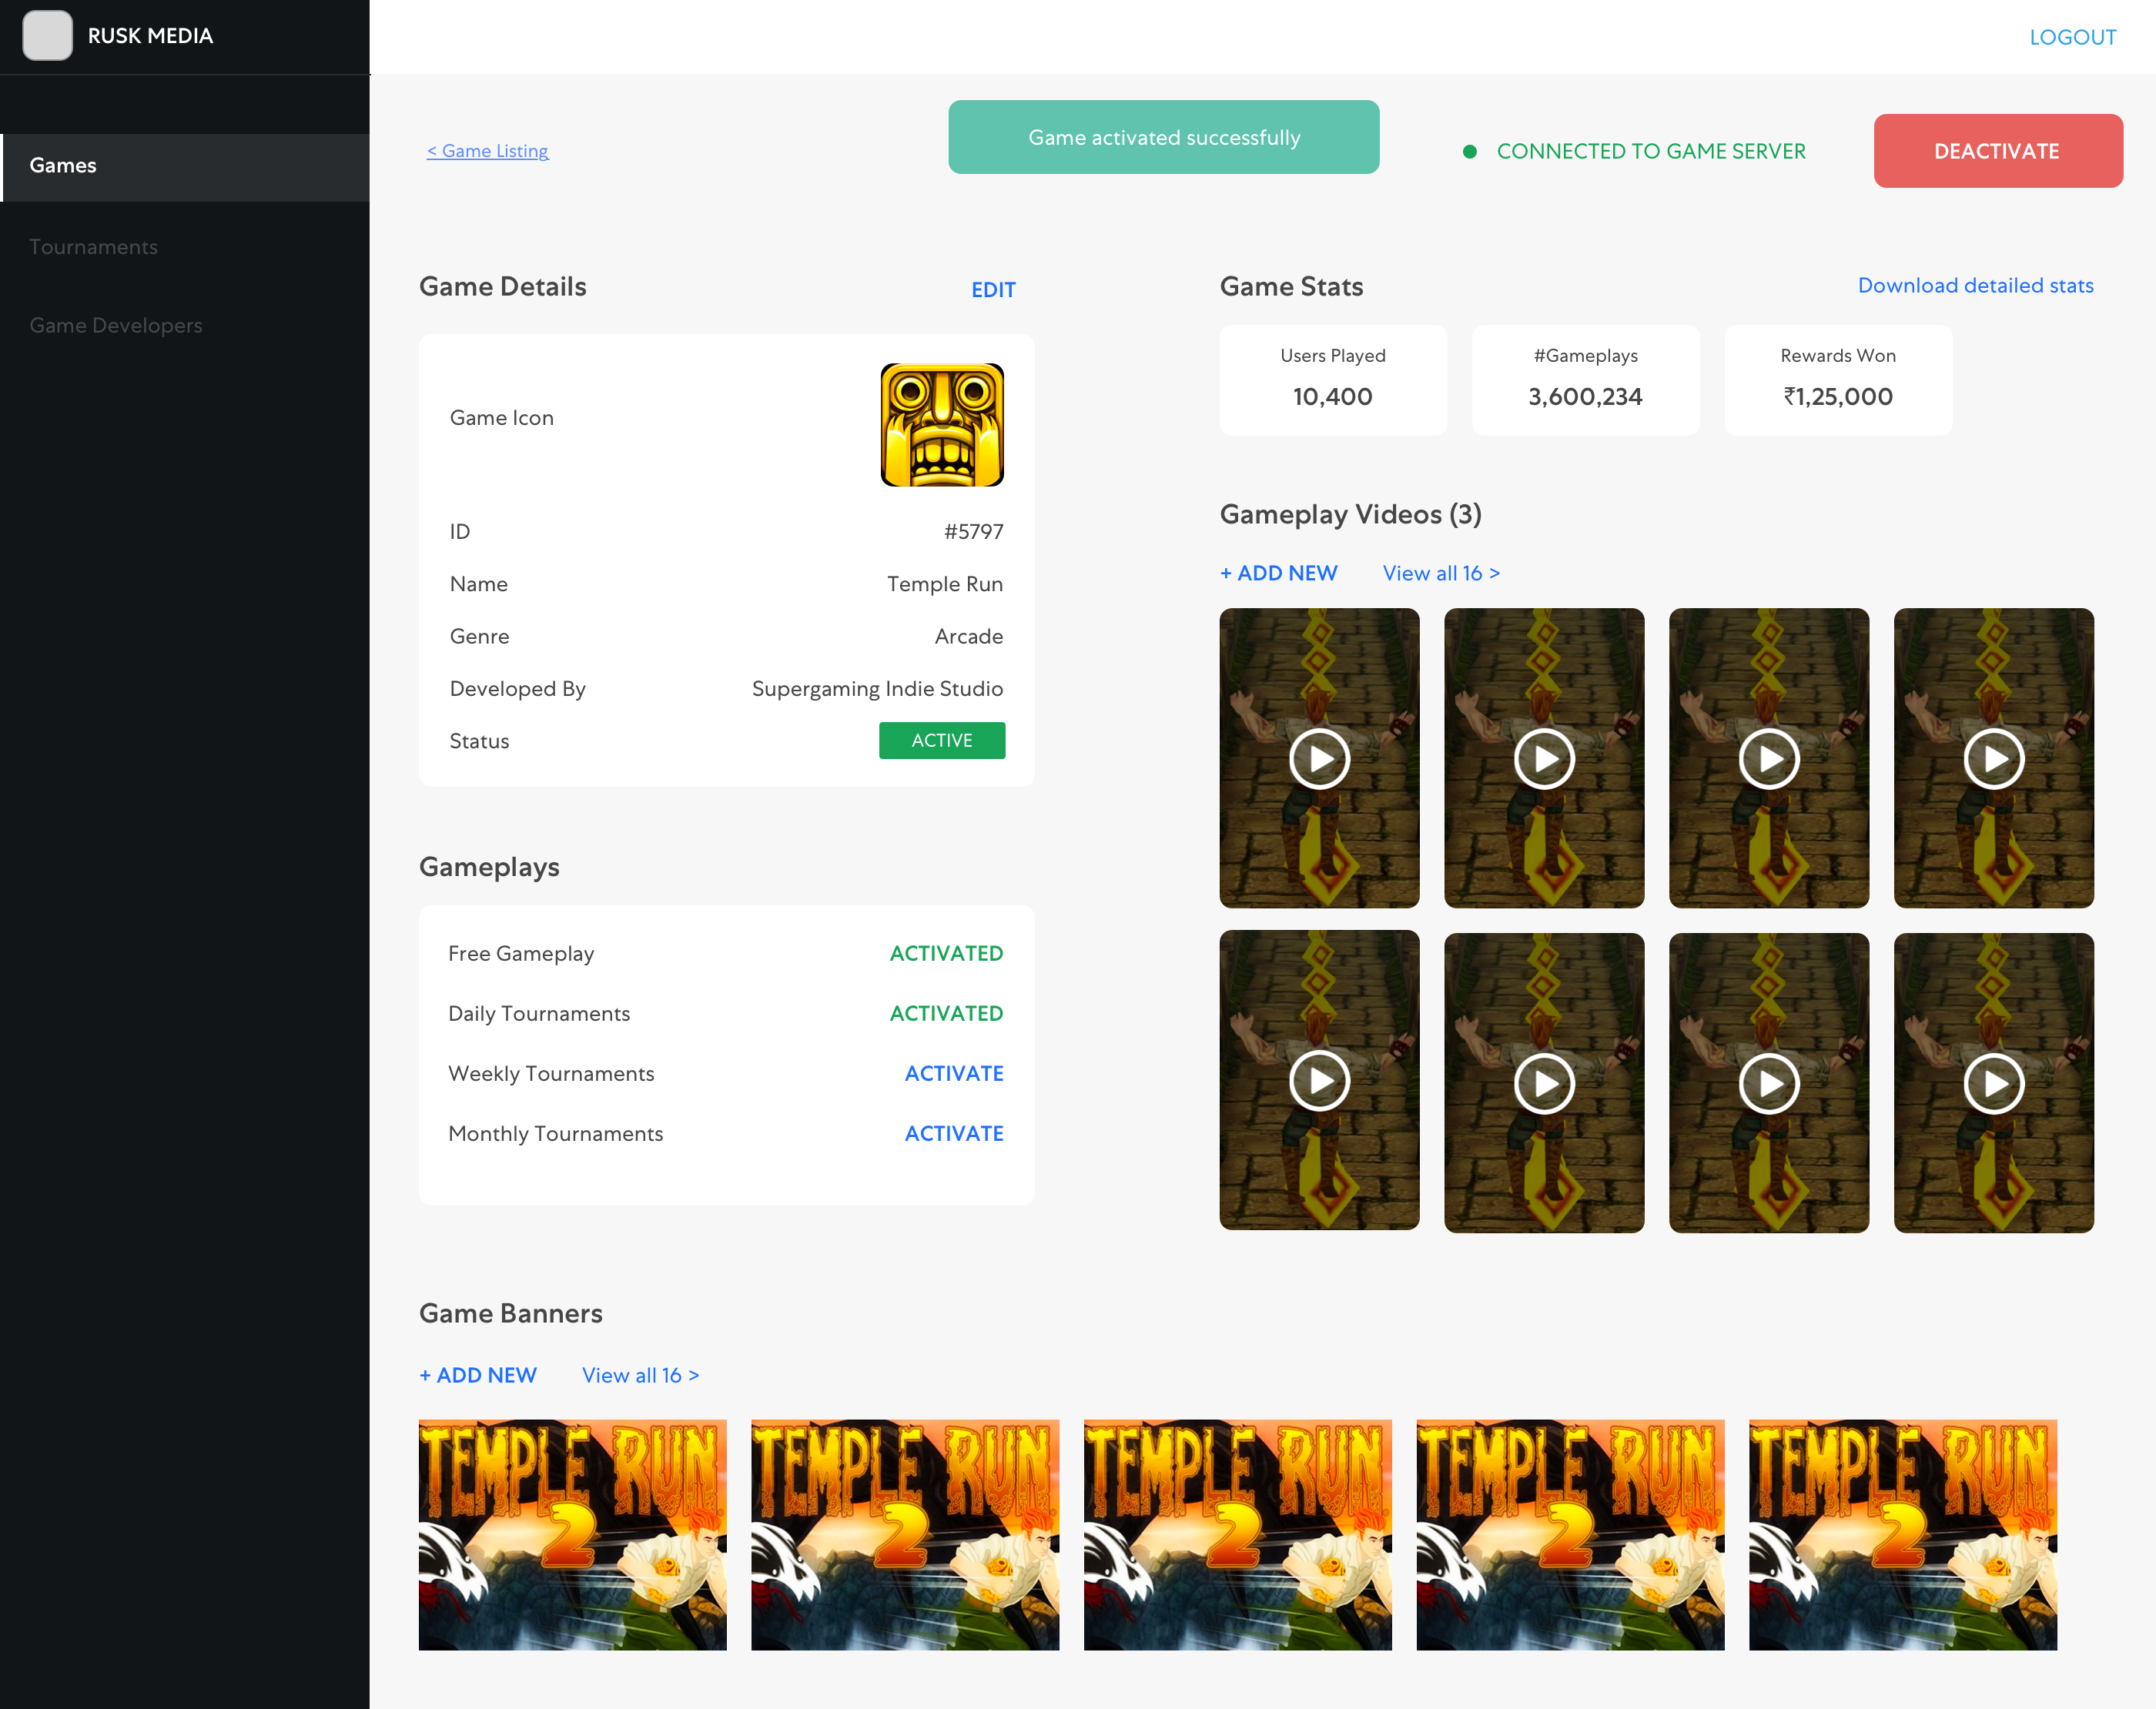 RUSK MEDIA
LOGOUT
Games
Tournaments
Game Developers
< Game Listing
Game activated successfully
CONNECTED TO GAME SERVER
DEACTIVATE
Game Details
EDIT
Game Icon
ID
#5797
Name
Temple Run
Genre
Arcade
Developed By
Supergaming Indie Studio
Status
ACTIVE
Gameplays
Free Gameplay
ACTIVATED
Daily Tournaments
ACTIVATED
Weekly Tournaments
ACTIVATE
Monthly Tournaments
ACTIVATE
Game Stats
Download detailed stats
Users Played
10,400
#Gameplays
3,600,234
Rewards Won
₹1,25,000
Gameplay Videos (3)
+ ADD NEW
View all 16 >
Game Banners
+ ADD NEW
View all 16 >
TEMPLE RUN
2
TEMPLE RUN
2
TEMPLE RUN
2
TEMPLE RUN
2
TEMPLE RUN
2